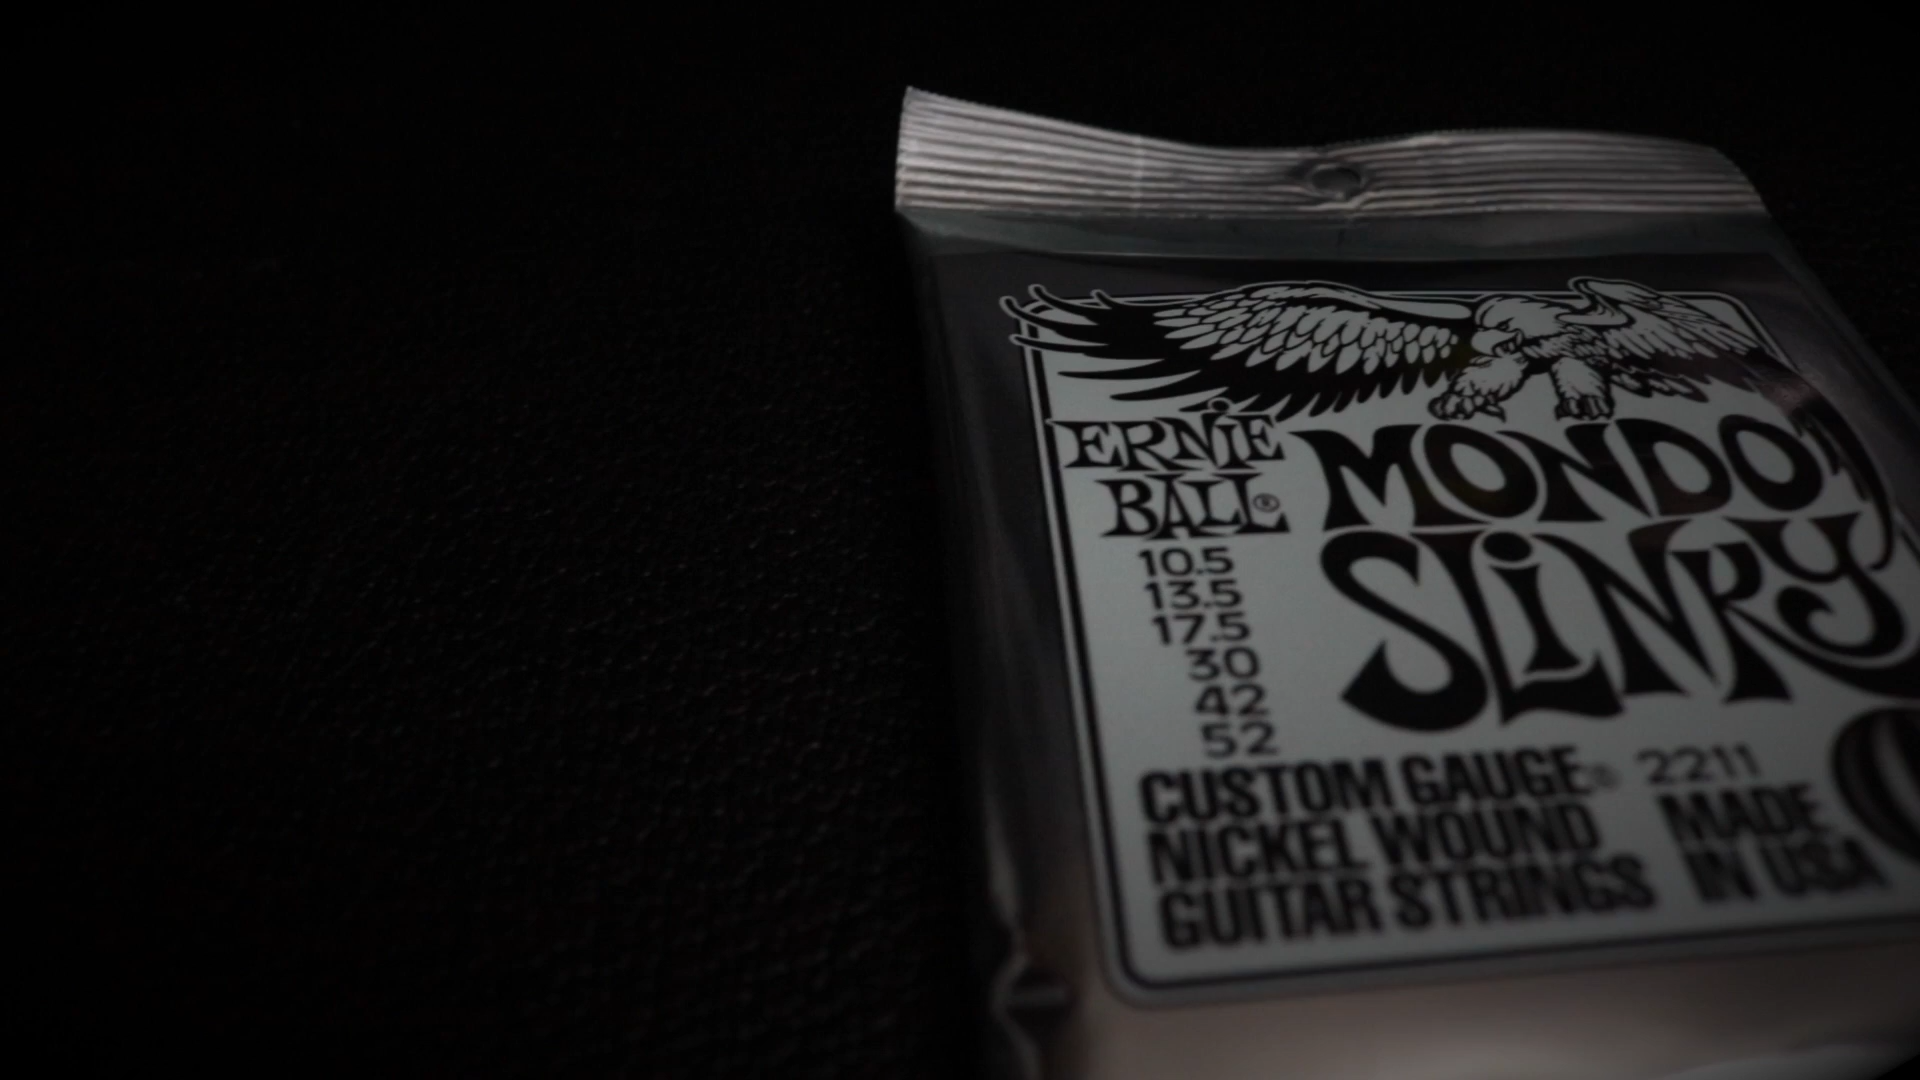 ERNIE
BALL®
MONDO
SLINKY
10.5
13.5
17.5
30
42
52
CUSTOM GAUGE®
NICKEL WOUND
GUITAR STRINGS
2211
MADE
IN USA